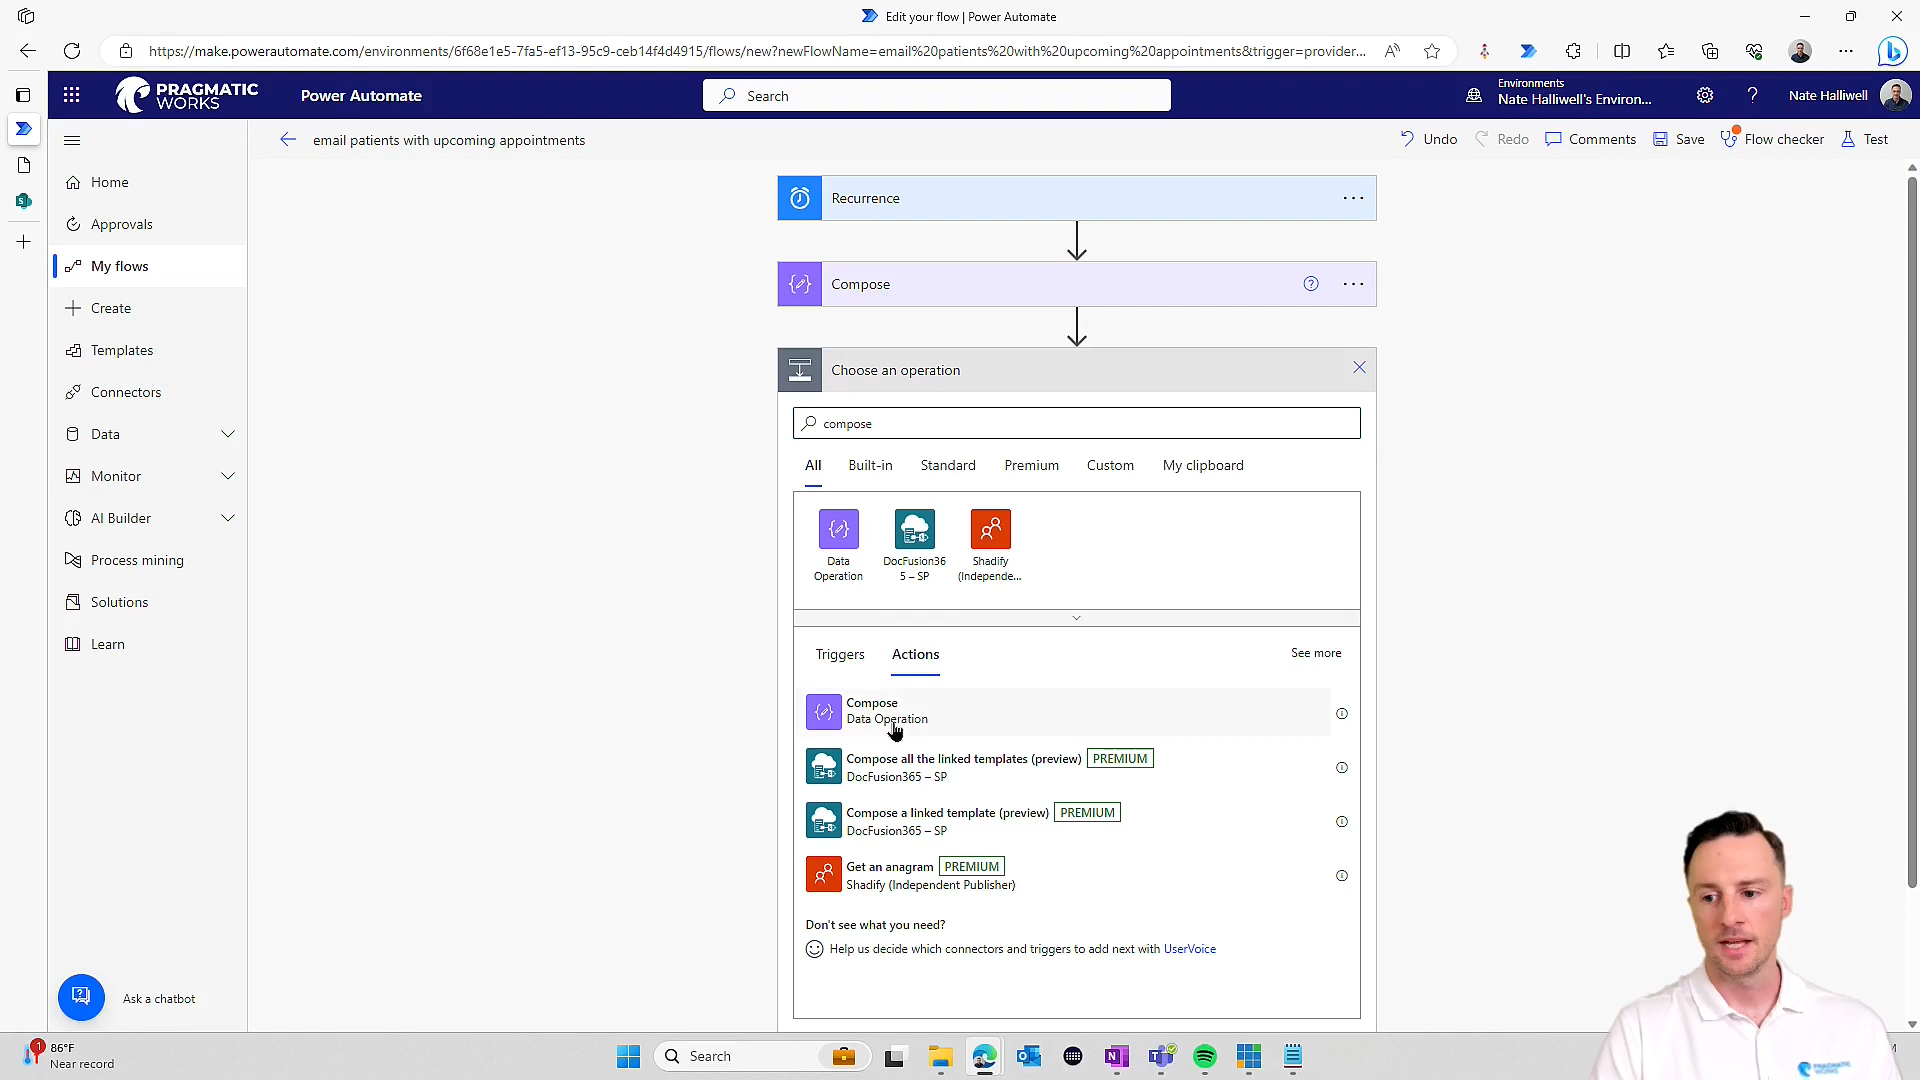 Edit your flow | Power Automate
https://make.powerautomate.com/environments/6f68e1e5-7fa5-ef13-95c9-ceb14f4d4915/flows/new?newFlowName=email%20patients%20with%20upcoming%20appointments&trigger=provider...
PRAGMATIC
WORKS
Power Automate
Search
Environments
Nate Halliwell's Environ...
Nate Halliwell
email patients with upcoming appointments
Undo
Redo
Comments
Save
Flow checker
Test
Home
Approvals
My flows
Create
Templates
Connectors
Data
Monitor
AI Builder
Process mining
Solutions
Learn
Ask a chatbot
Recurrence
Compose
Choose an operation
compose
All
Built-in
Standard
Premium
Custom
My clipboard
Data
Operation
DocFusion36
5 – SP
Shadify
(Independe...
Triggers
Actions
See more
Compose
Data Operation
Compose all the linked templates (preview) PREMIUM
DocFusion365 – SP
Compose a linked template (preview) PREMIUM
DocFusion365 – SP
Get an anagram PREMIUM
Shadify (Independent Publisher)
Don't see what you need?
Help us decide which connectors and triggers to add next with UserVoice
1
86°F
Near record
Search
PRAGMATIC
WORKS